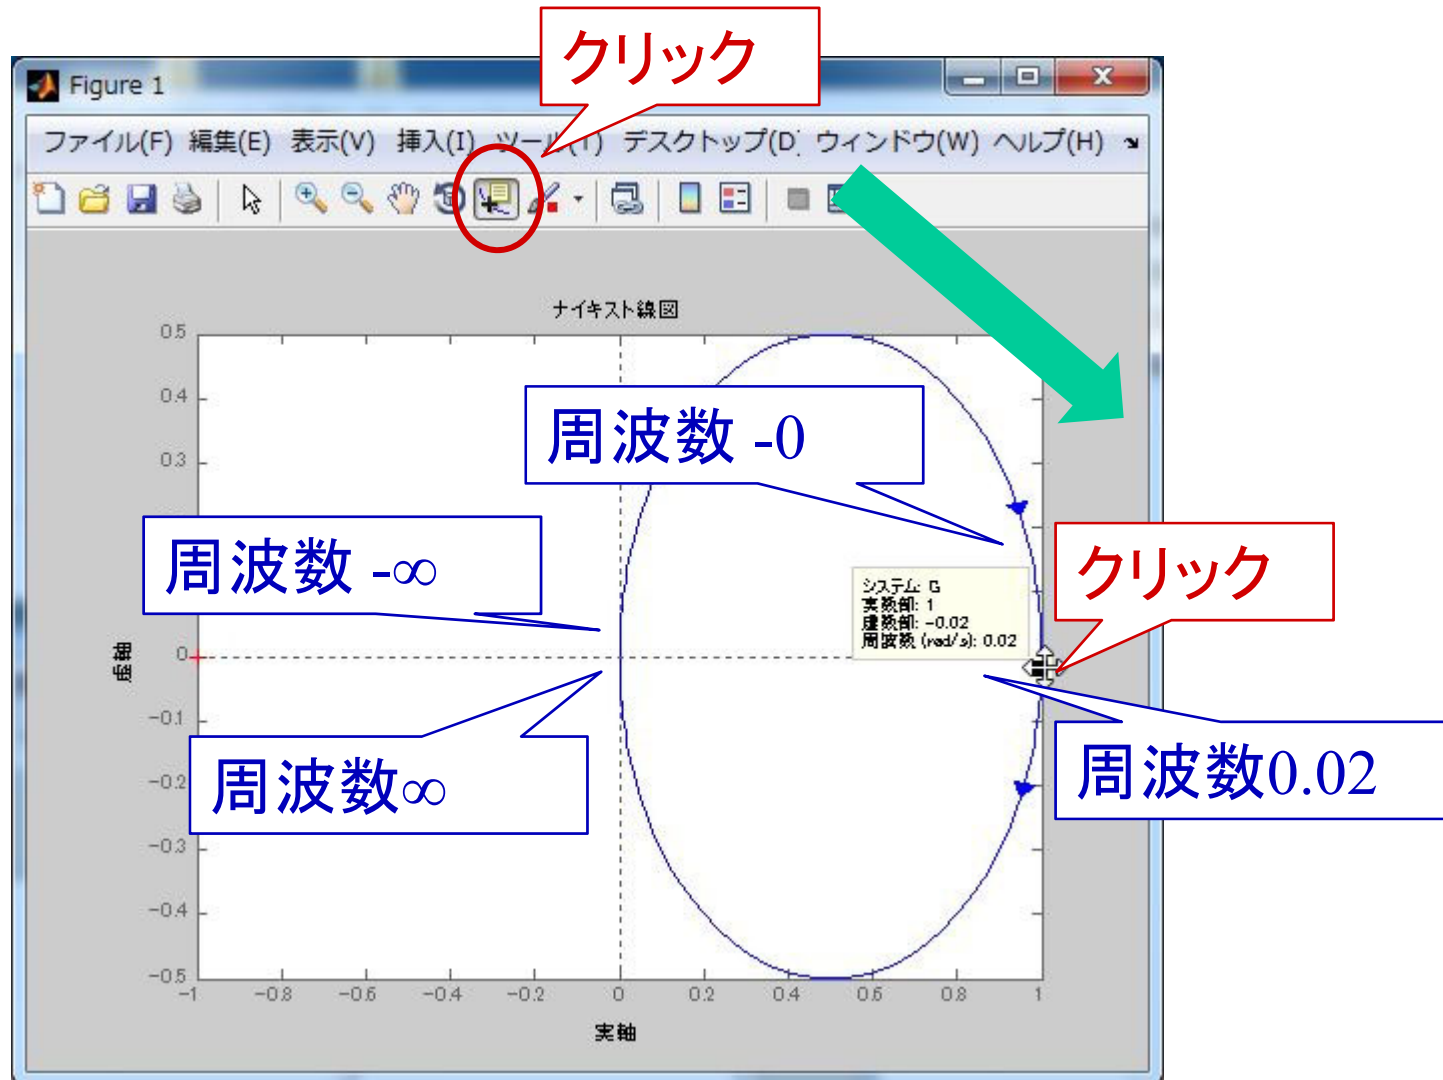 クリック
Figure 1
ファイル(F) 編集(E) 表示(V) 挿入(I) ツール(T) デスクトップ(D) ウィンドウ(W) ヘルプ(H)
ナイキスト線図
0.5
0.4
0.3
周波数 -0
周波数 -∞
クリック
システム: G
実数部: 1
虚数部: -0.02
周波数 (rad/s): 0.02
虚軸
0
-0.1
周波数∞
周波数0.02
-0.2
-0.3
-0.4
-0.5
-1 -0.8 -0.6 -0.4 -0.2 0 0.2 0.4 0.6 0.8 1
実軸